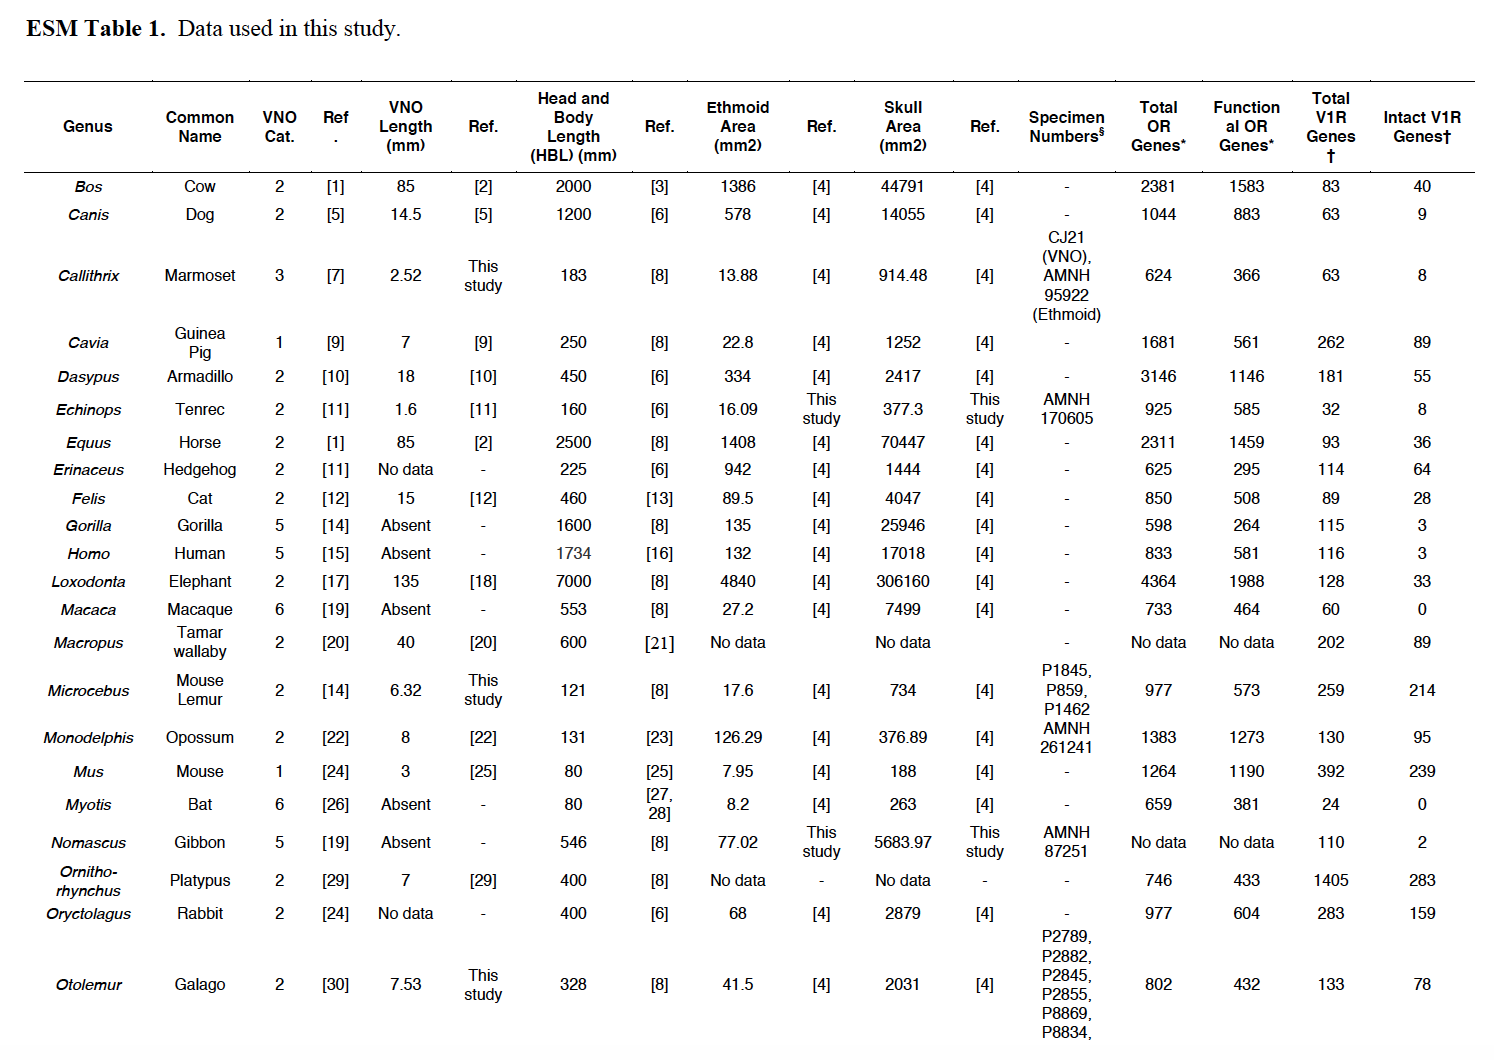 ESM Table 1. Data used in this study.
Genus Common Name VNO Cat. Ref . VNO Length (mm) Ref. Head and Body Length (HBL) (mm) Ref. Ethmoid Area (mm2) Ref. Skull Area (mm2) Ref. Specimen Numbers§ Total OR Genes* Function al OR Genes* Total V1R Genes † Intact V1R Genes†
Bos Cow 2 [1] 85 [2] 2000 [3] 1386 [4] 44791 [4] - 2381 1583 83 40
Canis Dog 2 [5] 14.5 [5] 1200 [6] 578 [4] 14055 [4] - 1044 883 63 9
Callithrix Marmoset 3 [7] 2.52 This study 183 [8] 13.88 [4] 914.48 [4] CJ21 (VNO), AMNH 95922 (Ethmoid) 624 366 63 8
Cavia Guinea Pig 1 [9] 7 [9] 250 [8] 22.8 [4] 1252 [4] - 1681 561 262 89
Dasypus Armadillo 2 [10] 18 [10] 450 [6] 334 [4] 2417 [4] - 3146 1146 181 55
Echinops Tenrec 2 [11] 1.6 [11] 160 [6] 16.09 This study 377.3 This study AMNH 170605 925 585 32 8
Equus Horse 2 [1] 85 [2] 2500 [8] 1408 [4] 70447 [4] - 2311 1459 93 36
Erinaceus Hedgehog 2 [11] No data - 225 [6] 942 [4] 1444 [4] - 625 295 114 64
Felis Cat 2 [12] 15 [12] 460 [13] 89.5 [4] 4047 [4] - 850 508 89 28
Gorilla Gorilla 5 [14] Absent - 1600 [8] 135 [4] 25946 [4] - 598 264 115 3
Homo Human 5 [15] Absent - 1734 [16] 132 [4] 17018 [4] - 833 581 116 3
Loxodonta Elephant 2 [17] 135 [18] 7000 [8] 4840 [4] 306160 [4] - 4364 1988 128 33
Macaca Macaque 6 [19] Absent - 553 [8] 27.2 [4] 7499 [4] - 733 464 60 0
Macropus Tamar wallaby 2 [20] 40 [20] 600 [21] No data No data - No data No data 202 89
Microcebus Mouse Lemur 2 [14] 6.32 This study 121 [8] 17.6 [4] 734 [4] P1845, P859, P1462 977 573 259 214
Monodelphis Opossum 2 [22] 8 [22] 131 [23] 126.29 [4] 376.89 [4] AMNH 261241 1383 1273 130 95
Mus Mouse 1 [24] 3 [25] 80 [25] 7.95 [4] 188 [4] - 1264 1190 392 239
Myotis Bat 6 [26] Absent - 80 [27, 28] 8.2 [4] 263 [4] - 659 381 24 0
Nomascus Gibbon 5 [19] Absent - 546 [8] 77.02 This study 5683.97 This study AMNH 87251 No data No data 110 2
Ornitho-rhynchus Platypus 2 [29] 7 [29] 400 [8] No data - No data - - 746 433 1405 283
Oryctolagus Rabbit 2 [24] No data - 400 [6] 68 [4] 2879 [4] - 977 604 283 159
Otolemur Galago 2 [30] 7.53 This study 328 [8] 41.5 [4] 2031 [4] P2789, P2882, P2845, P2855, P8869, P8834, 802 432 133 78